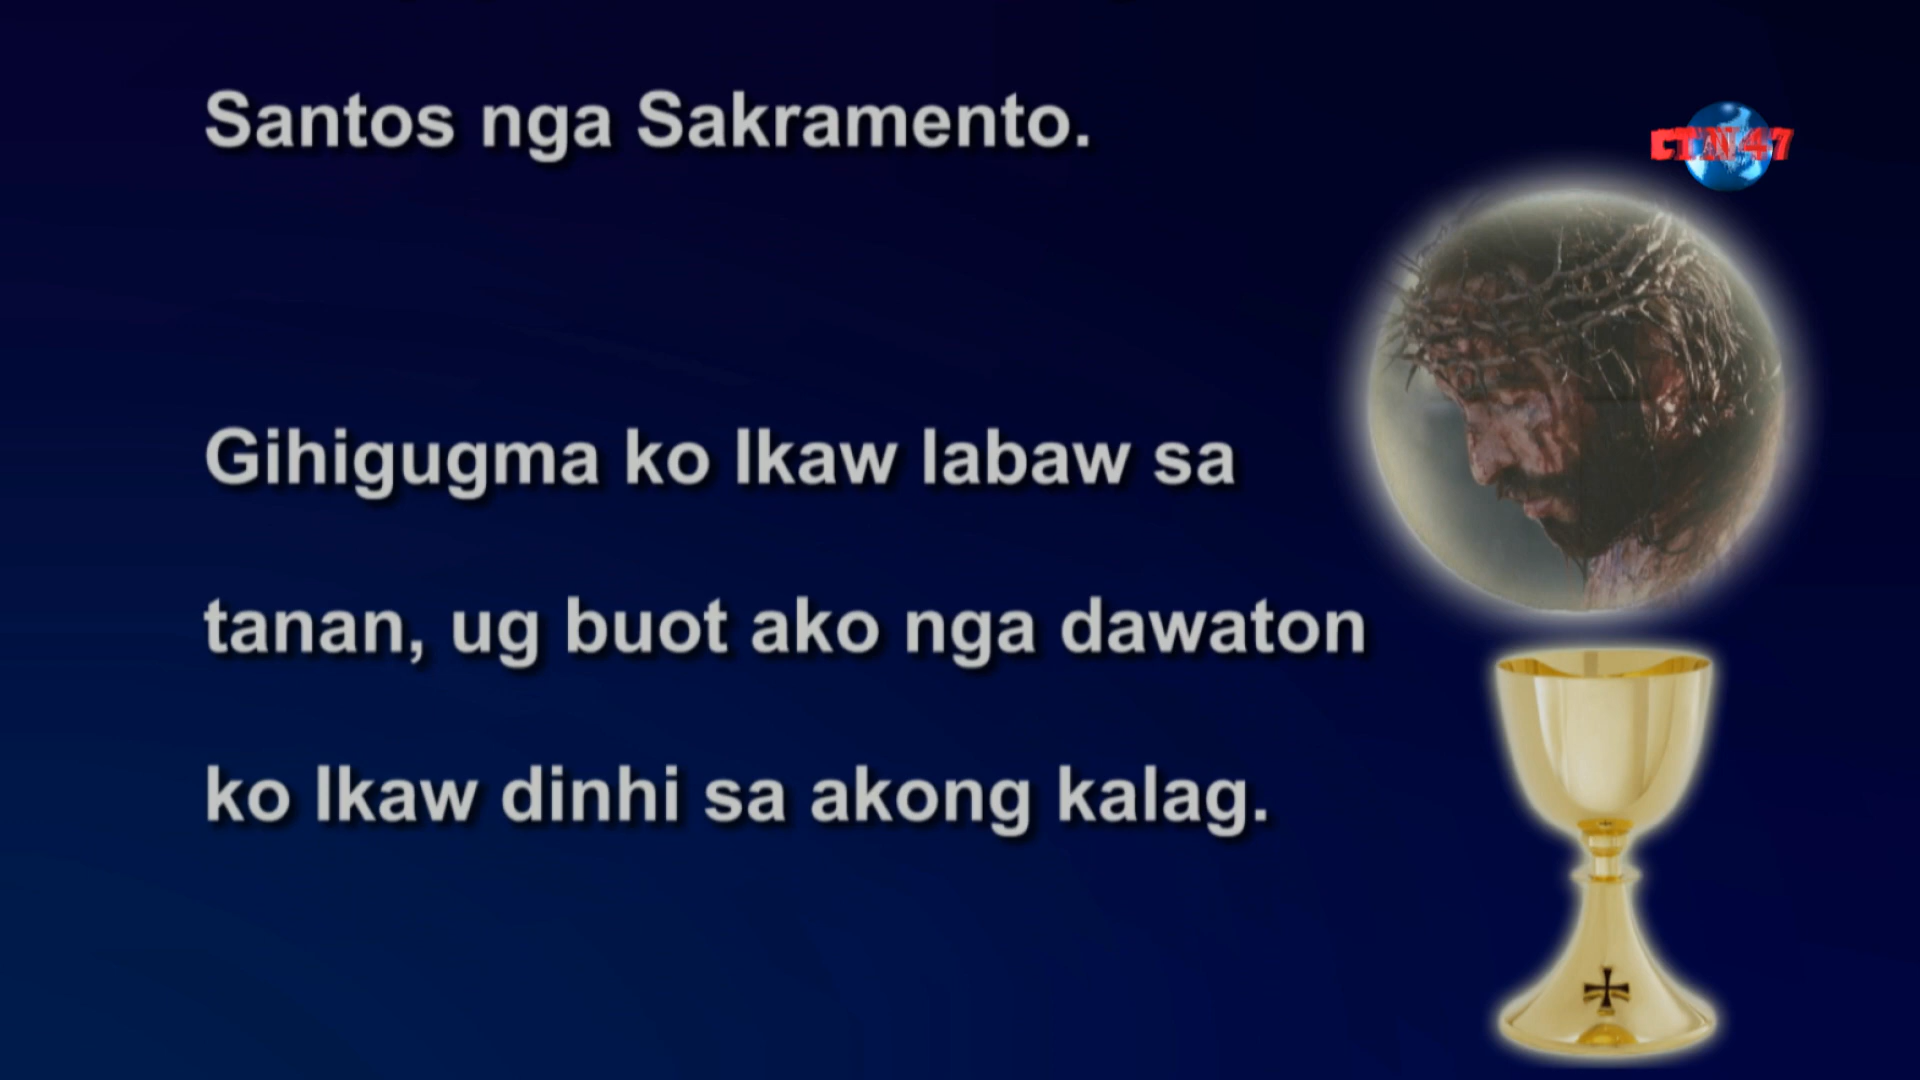 Santos nga Sakramento.
CTN 47
Gihigugma ko Ikaw labaw sa
tanan, ug buot ako nga dawaton
ko Ikaw dinhi sa akong kalag.